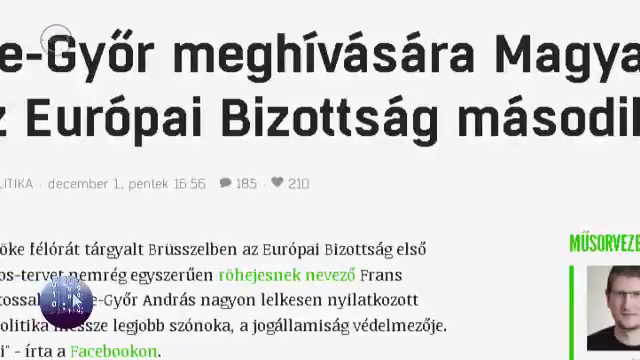 e-Győr meghívására Magya
z Európai Bizottság második
LITIKA · december 1., péntek 16:56 185 · 210
öke félórát tárgyalt Brüsszelben az Európai Bizottság első
MŰSORVEZE
os-tervet nemrég egyszerűen röhejesnek nevező Frans
tossal e-Győr András nagyon lelkesen nyilatkozott
olitika messze legjobb szónoka, a jogállamiság védelmezője.
i" - írta a Facebookon.